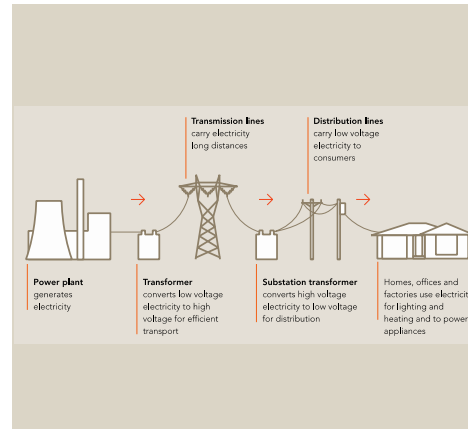 Transmission lines
carry electricity
long distances
Distribution lines
carry low voltage
electricity to
consumers
Power plant
generates
electricity
Transformer
converts low voltage
electricity to high
voltage for efficient
transport
Substation transformer
converts high voltage
electricity to low voltage
for distribution
Homes, offices and
factories use electricit
for lighting and
heating and to power
appliances